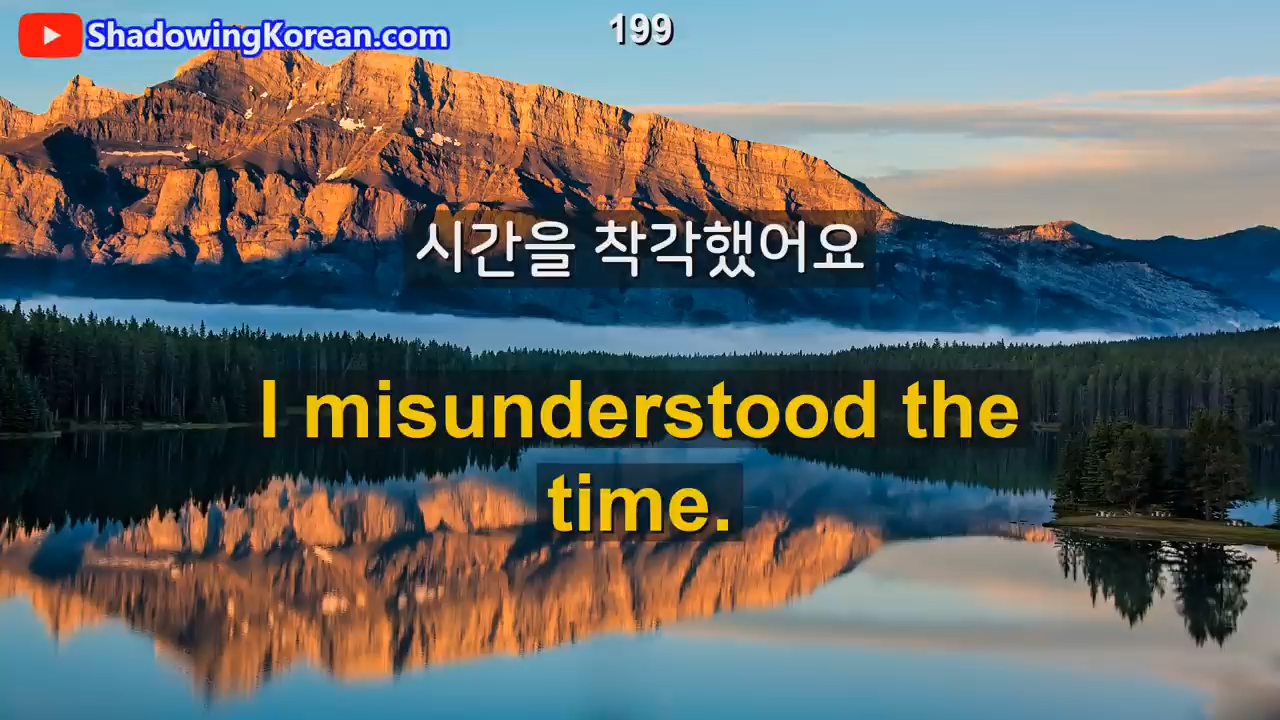 ShadowingKorean.com
199
시간을 착각했어요
I misunderstood the
time.